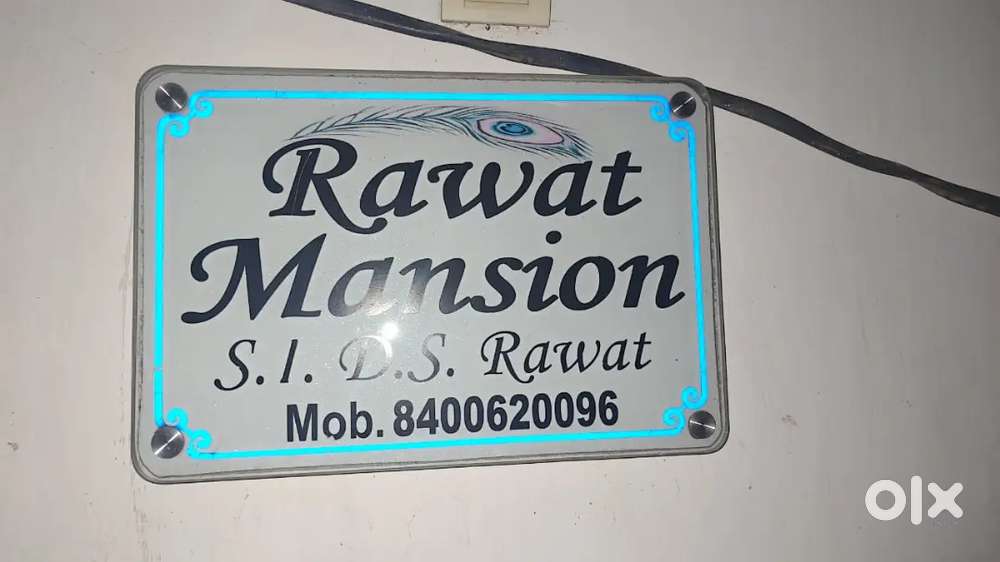 Rawat
Mansion
S.I. D.S. Rawat
Mob. 8400620096
olx